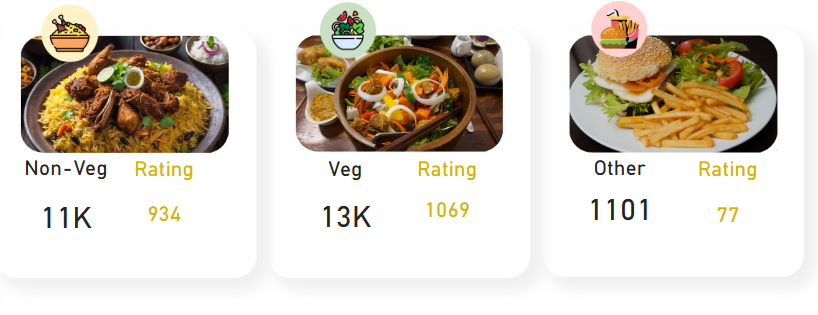 Non-Veg Rating
11K 934
Veg Rating
13K 1069
Other Rating
1101 77